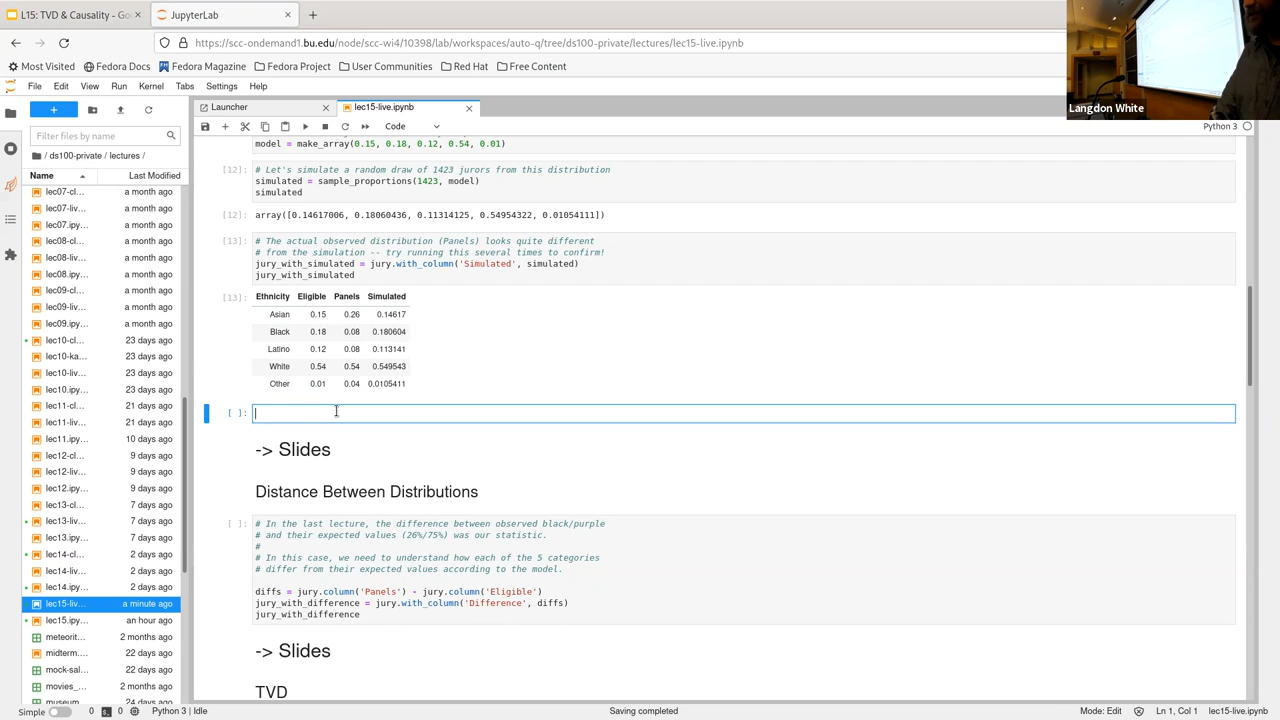 L15: TVD & Causality - Go
JupyterLab
https://scc-ondemand1.bu.edu/node/scc-wi4/10398/lab/workspaces/auto-q/tree/ds100-private/lectures/lec15-live.ipynb
Most Visited
Fedora Docs
Fedora Magazine
Fedora Project
User Communities
Red Hat
Free Content
Langdon White
File Edit View Run Kernel Tabs Settings Help
Launcher
lec15-live.ipynb
Code
Python 3
Filter files by name
/ ds100-private / lectures /
Name Last Modified
lec07-cl... a month ago
lec07-liv... a month ago
lec07.ipy... a month ago
lec08-cl... a month ago
lec08-liv... a month ago
lec08.ipy... a month ago
lec09-cl... a month ago
lec09-liv... a month ago
lec09.ipy... a month ago
lec10-cl... 23 days ago
lec10-ka... 23 days ago
lec10-liv... 23 days ago
lec10.ipy... 23 days ago
lec11-cl... 21 days ago
lec11-liv... 21 days ago
lec11.ipy... 10 days ago
lec12-cl... 9 days ago
lec12-liv... 9 days ago
lec12.ipy... 9 days ago
lec13-cl... 7 days ago
lec13-liv... 7 days ago
lec13.ipy... 7 days ago
lec14-cl... 2 days ago
lec14-liv... 2 days ago
lec14.ipy... 2 days ago
lec15-liv... a minute ago
lec15.ipy... an hour ago
meteorit... 2 months ago
midterm.... 22 days ago
mock-sal... 22 days ago
movies_... 2 months ago
museum 24 days ago
model = make_array(0.15, 0.18, 0.12, 0.54, 0.01)
[12]: # Let's simulate a random draw of 1423 jurors from this distribution
simulated = sample_proportions(1423, model)
simulated
[12]: array([0.14617006, 0.18060436, 0.11314125, 0.54954322, 0.01054111])
[13]: # The actual observed distribution (Panels) looks quite different
# from the simulation -- try running this several times to confirm!
jury_with_simulated = jury.with_column('Simulated', simulated)
jury_with_simulated
[13]: Ethnicity Eligible Panels Simulated
Asian 0.15 0.26 0.14617
Black 0.18 0.08 0.180604
Latino 0.12 0.08 0.113141
White 0.54 0.54 0.549543
Other 0.01 0.04 0.0105411
[ ]:
-> Slides
Distance Between Distributions
[ ]: # In the last lecture, the difference between observed black/purple
# and their expected values (26%/75%) was our statistic.
#
# In this case, we need to understand how each of the 5 categories
# differ from their expected values according to the model.
diffs = jury.column('Panels') - jury.column('Eligible')
jury_with_difference = jury.with_column('Difference', diffs)
jury_with_difference
-> Slides
TVD
Simple 0 0 Python 3 | Idle Saving completed Mode: Edit Ln 1, Col 1 lec15-live.ipynb